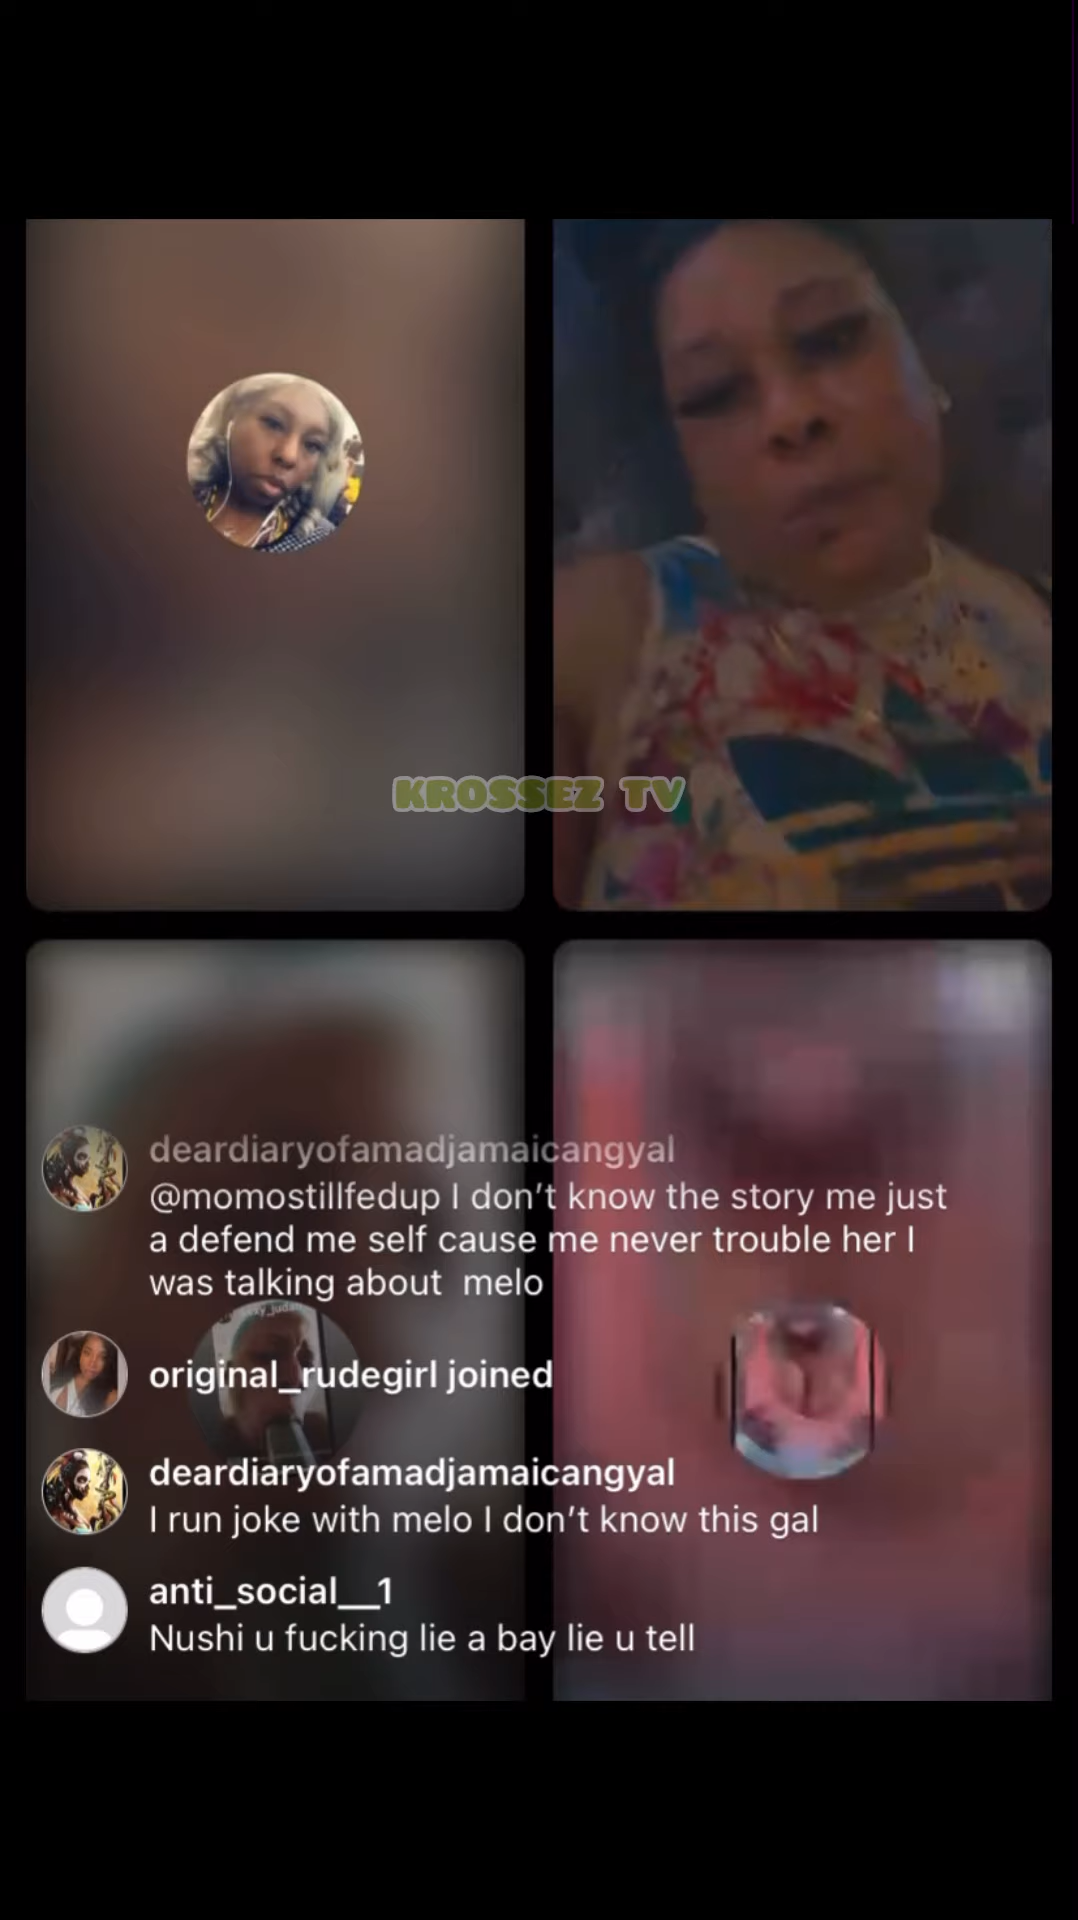 KROSSEZ TV
deardiaryofamadjamaicangyal
@momostillfedup I don’t know the story me just
a defend me self cause me never trouble her I
was talking about  melo
original_rudegirl joined
deardiaryofamadjamaicangyal
I run joke with melo I don’t know this gal
anti_social__1
Nushi u fucking lie a bay lie u tell